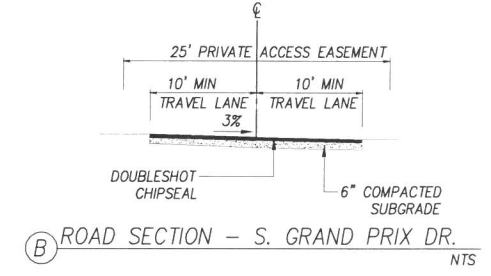 ℄
25' PRIVATE ACCESS EASEMENT
10' MIN 10' MIN
TRAVEL LANE TRAVEL LANE
3%
DOUBLESHOT
CHIPSEAL
6" COMPACTED
SUBGRADE
B ROAD SECTION - S. GRAND PRIX DR.
NTS